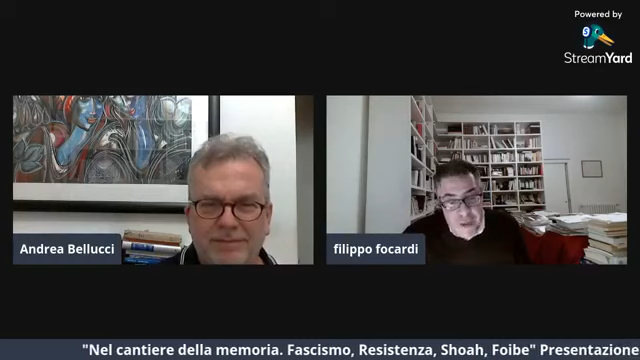 Powered by
StreamYard
Andrea Bellucci
filippo focardi
"Nel cantiere della memoria. Fascismo, Resistenza, Shoah, Foibe" Presentazione